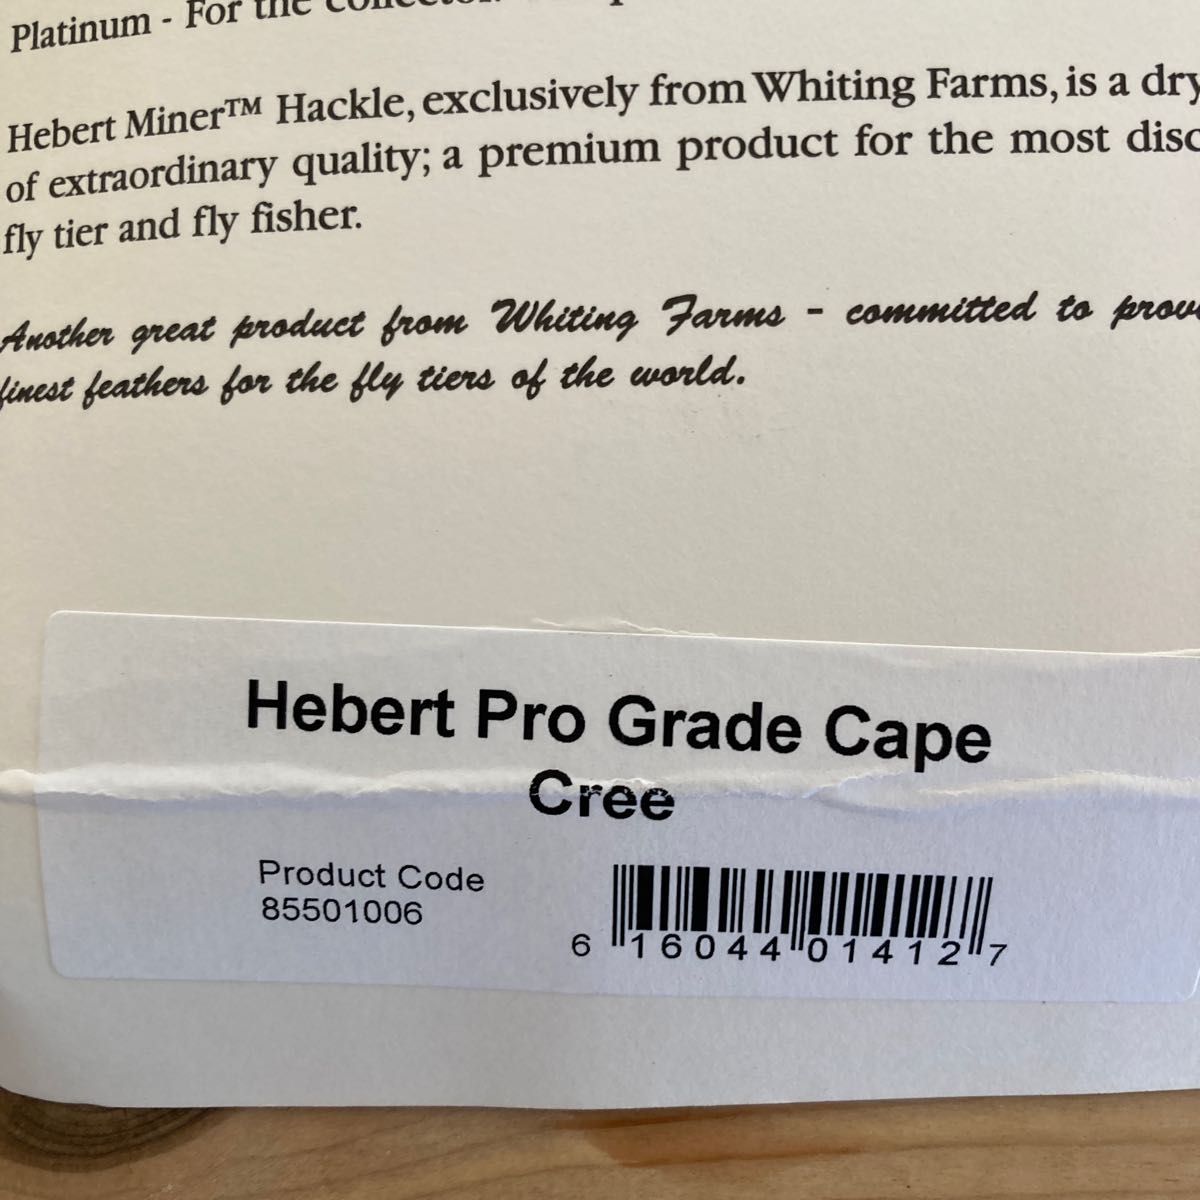 Platinum - For the
Hebert Miner™ Hackle, exclusively from Whiting Farms, is a dry
of extraordinary quality; a premium product for the most disc
fly tier and fly fisher.
Another great product from Whiting Farms - committed to prov
finest feathers for the fly tiers of the world.
Hebert Pro Grade Cape
Cree
Product Code
85501006
6 16044 01412 7